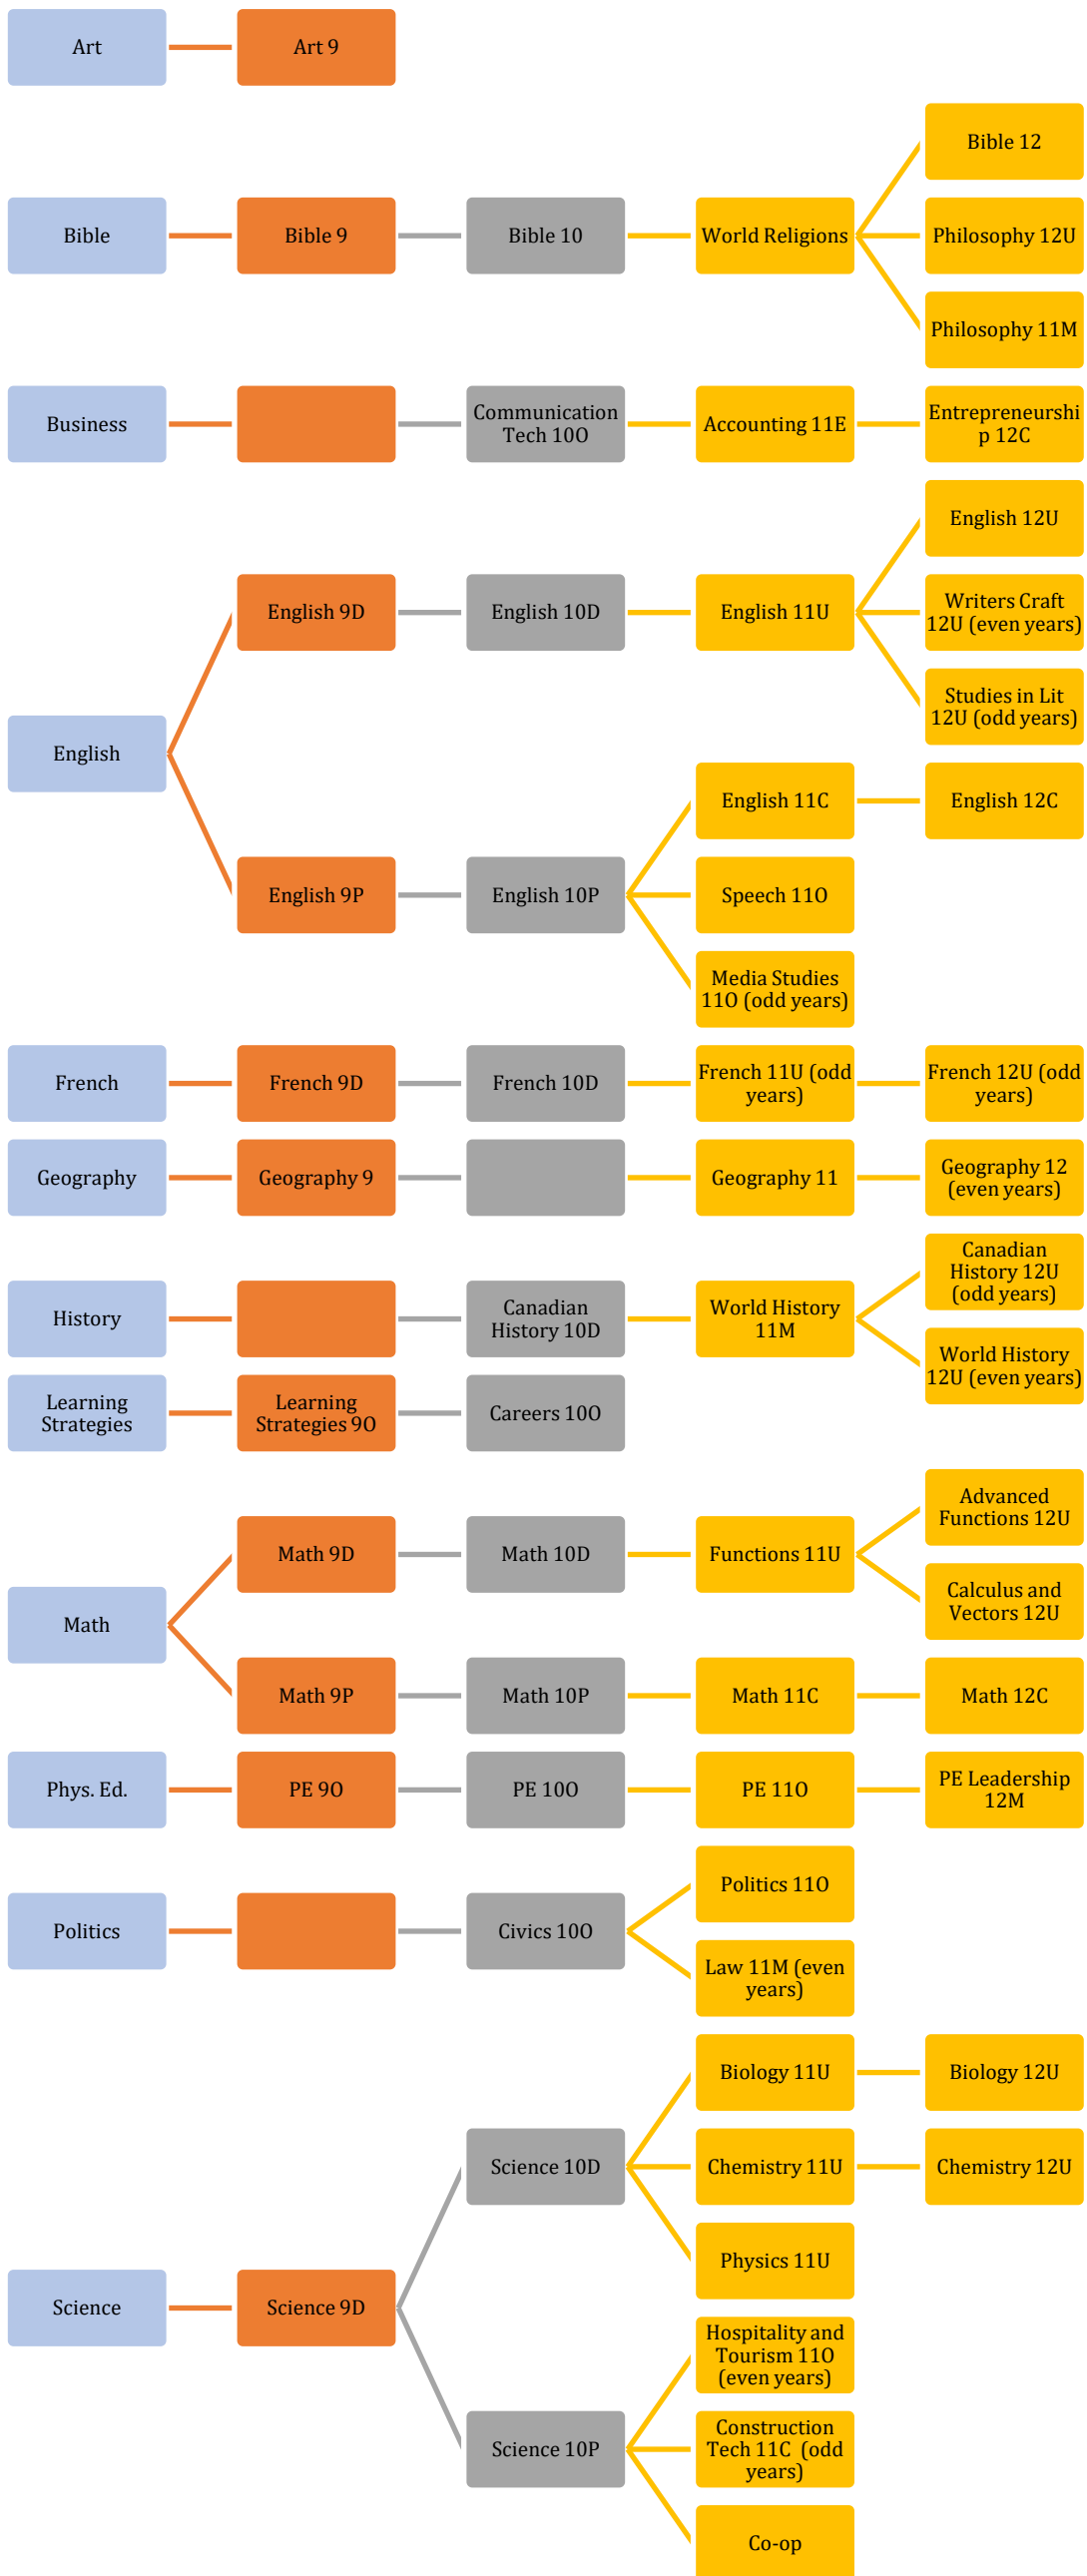 Art
Art 9
Bible
Bible 9
Bible 10
World Religions
Bible 12
Philosophy 12U
Philosophy 11M
Business
Communication
Tech 10O
Accounting 11E
Entrepreneurshi
p 12C
English
English 9D
English 10D
English 11U
English 12U
Writers Craft
12U (even years)
Studies in Lit
12U (odd years)
English 9P
English 10P
English 11C
English 12C
Speech 11O
Media Studies
11O (odd years)
French
French 9D
French 10D
French 11U (odd
years)
French 12U (odd
years)
Geography
Geography 9
Geography 11
Geography 12
(even years)
History
Canadian
History 10D
World History
11M
Canadian
History 12U
(odd years)
World History
12U (even years)
Learning
Strategies
Learning
Strategies 9O
Careers 10O
Math
Math 9D
Math 10D
Functions 11U
Advanced
Functions 12U
Calculus and
Vectors 12U
Math 9P
Math 10P
Math 11C
Math 12C
Phys. Ed.
PE 9O
PE 10O
PE 11O
PE Leadership
12M
Politics
Civics 10O
Politics 11O
Law 11M (even
years)
Science
Science 9D
Science 10D
Biology 11U
Biology 12U
Chemistry 11U
Chemistry 12U
Physics 11U
Science 10P
Hospitality and
Tourism 11O
(even years)
Construction
Tech 11C (odd
years)
Co-op